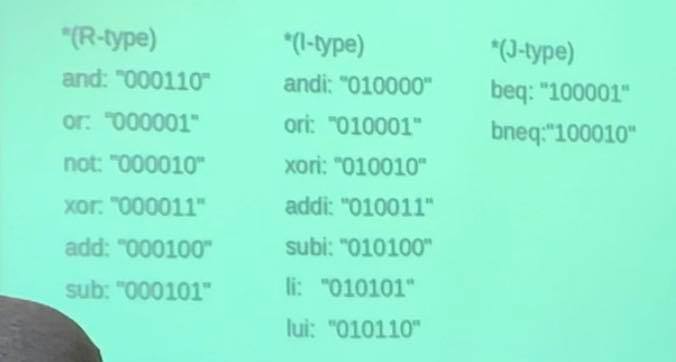 *(R-type)
and: "000110"
or: "000001"
not: "000010"
xor: "000011"
add: "000100"
sub: "000101"
*(I-type)
andi: "010000"
ori: "010001"
xori: "010010"
addi: "010011"
subi: "010100"
li: "010101"
lui: "010110"
*(J-type)
beq: "100001"
bneq:"100010"